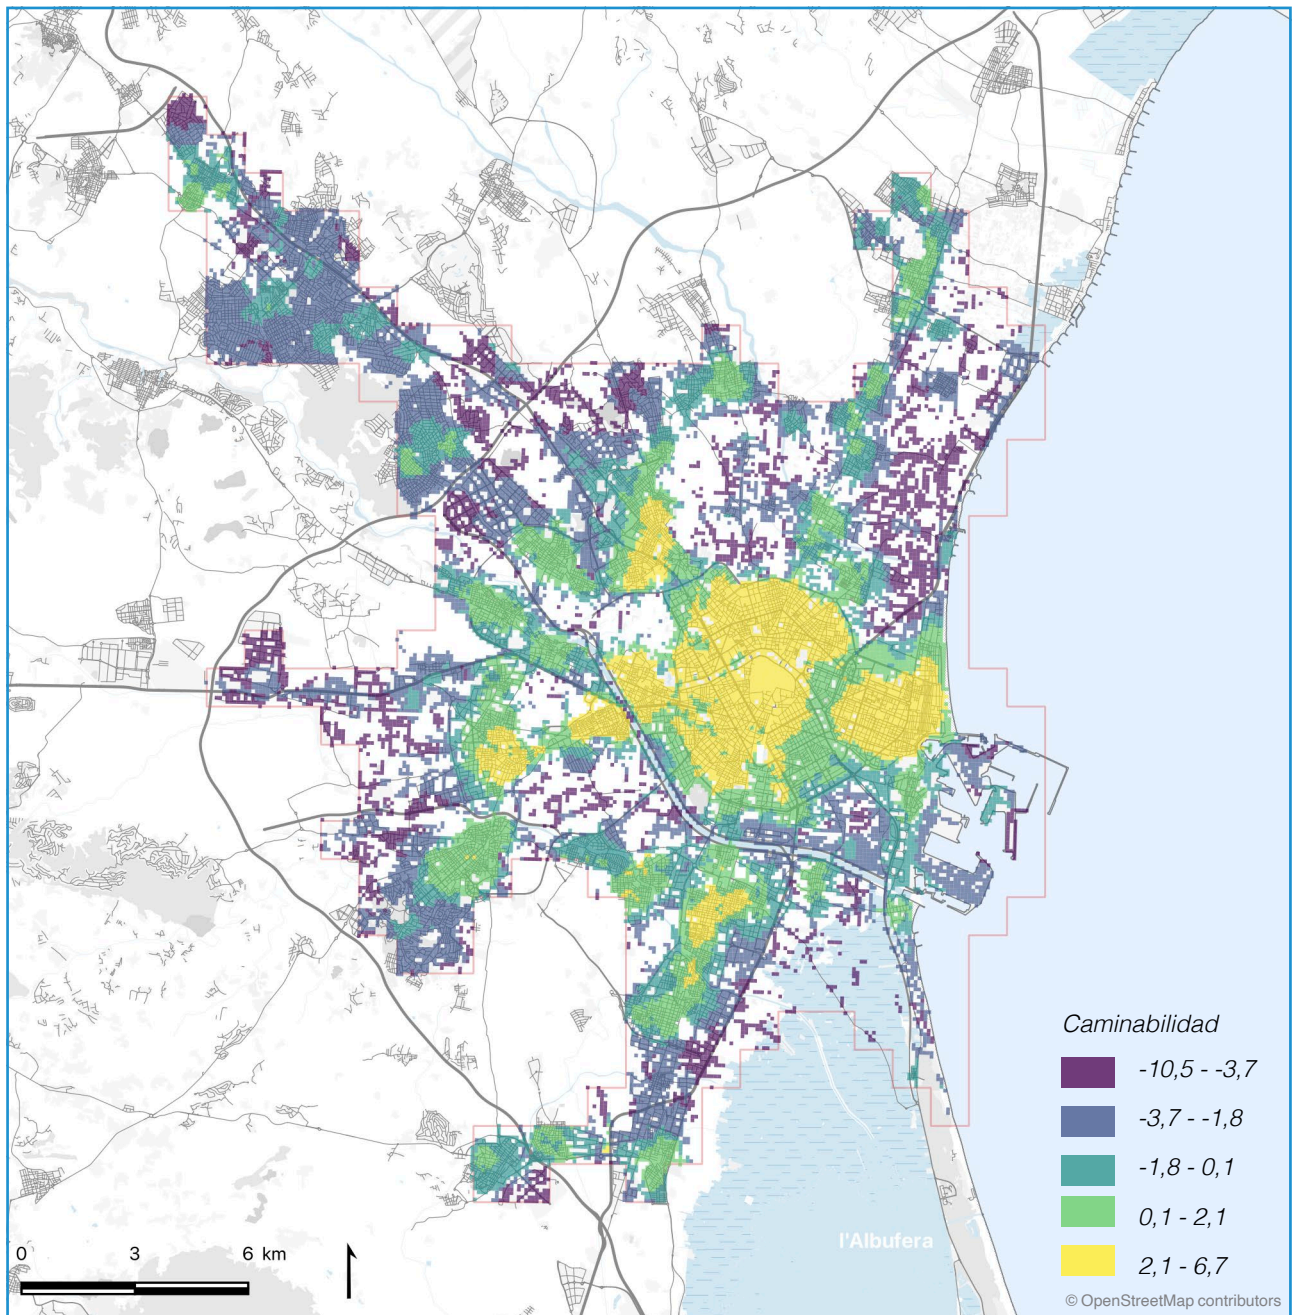 l'Albufera
Caminabilidad
-10,5 - -3,7
-3,7 - -1,8
-1,8 - 0,1
0,1 - 2,1
2,1 - 6,7
0 3 6 km
© OpenStreetMap contributors